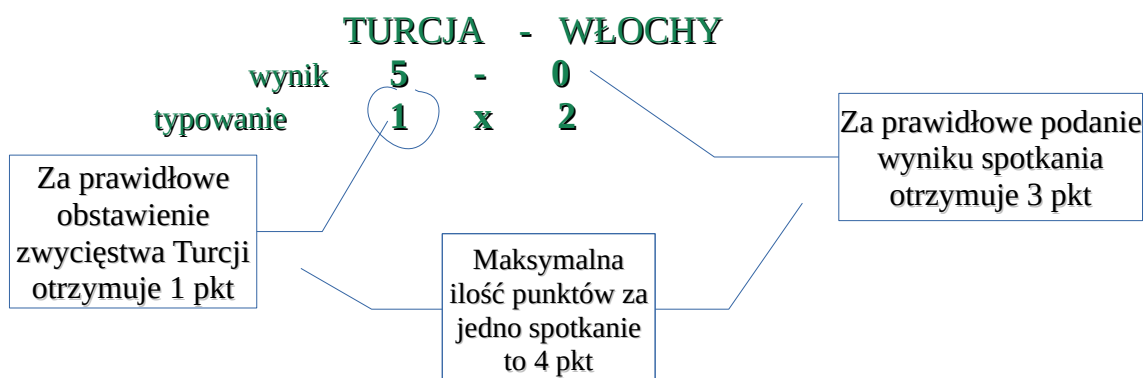 TURCJA - WŁOCHY
wynik 5 - 0
typowanie 1 x 2
Za prawidłowe podanie
wyniku spotkania
otrzymuje 3 pkt
Za prawidłowe
obstawienie
zwycięstwa Turcji
otrzymuje 1 pkt
Maksymalna
ilość punktów za
jedno spotkanie
to 4 pkt